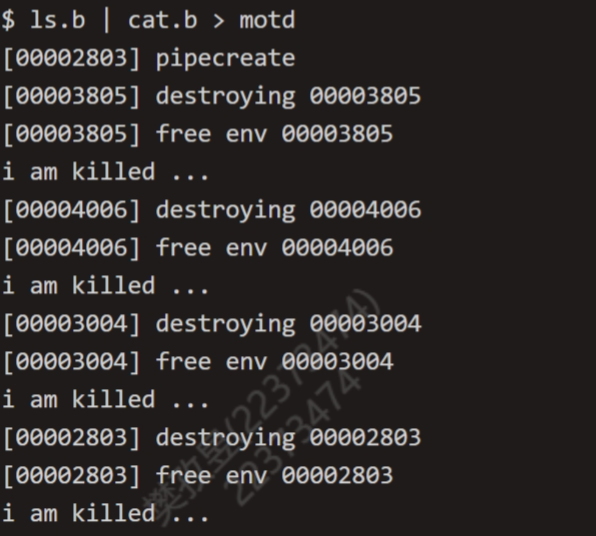 $ ls.b | cat.b > motd
[00002803] pipecreate
[00003805] destroying 00003805
[00003805] free env 00003805
i am killed ...
[00004006] destroying 00004006
[00004006] free env 00004006
i am killed ...
[00003004] destroying 00003004
[00003004] free env 00003004
i am killed ...
[00002803] destroying 00002803
[00002803] free env 00002803
i am killed ...
(22373474)
22373474